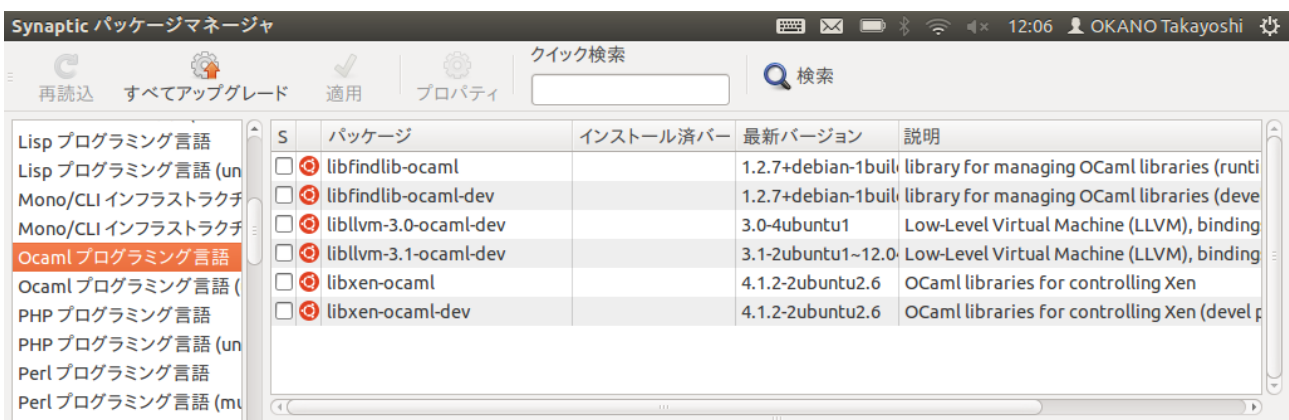 Synaptic パッケージマネージャ 12:06 OKANO Takayoshi
再読込 すべてアップグレード 適用 プロパティ クイック検索 検索
Lisp プログラミング言語
Lisp プログラミング言語 (un
Mono/CLI インフラストラクチ
Mono/CLI インフラストラクチ
Ocaml プログラミング言語
Ocaml プログラミング言語 (
PHP プログラミング言語
PHP プログラミング言語 (un
Perl プログラミング言語
Perl プログラミング言語 (mu
S パッケージ インストール済バー 最新バージョン 説明
libfindlib-ocaml 1.2.7+debian-1buil library for managing OCaml libraries (runti
libfindlib-ocaml-dev 1.2.7+debian-1buil library for managing OCaml libraries (deve
libllvm-3.0-ocaml-dev 3.0-4ubuntu1 Low-Level Virtual Machine (LLVM), binding
libllvm-3.1-ocaml-dev 3.1-2ubuntu1~12.04 Low-Level Virtual Machine (LLVM), binding
libxen-ocaml 4.1.2-2ubuntu2.6 OCaml libraries for controlling Xen
libxen-ocaml-dev 4.1.2-2ubuntu2.6 OCaml libraries for controlling Xen (devel p